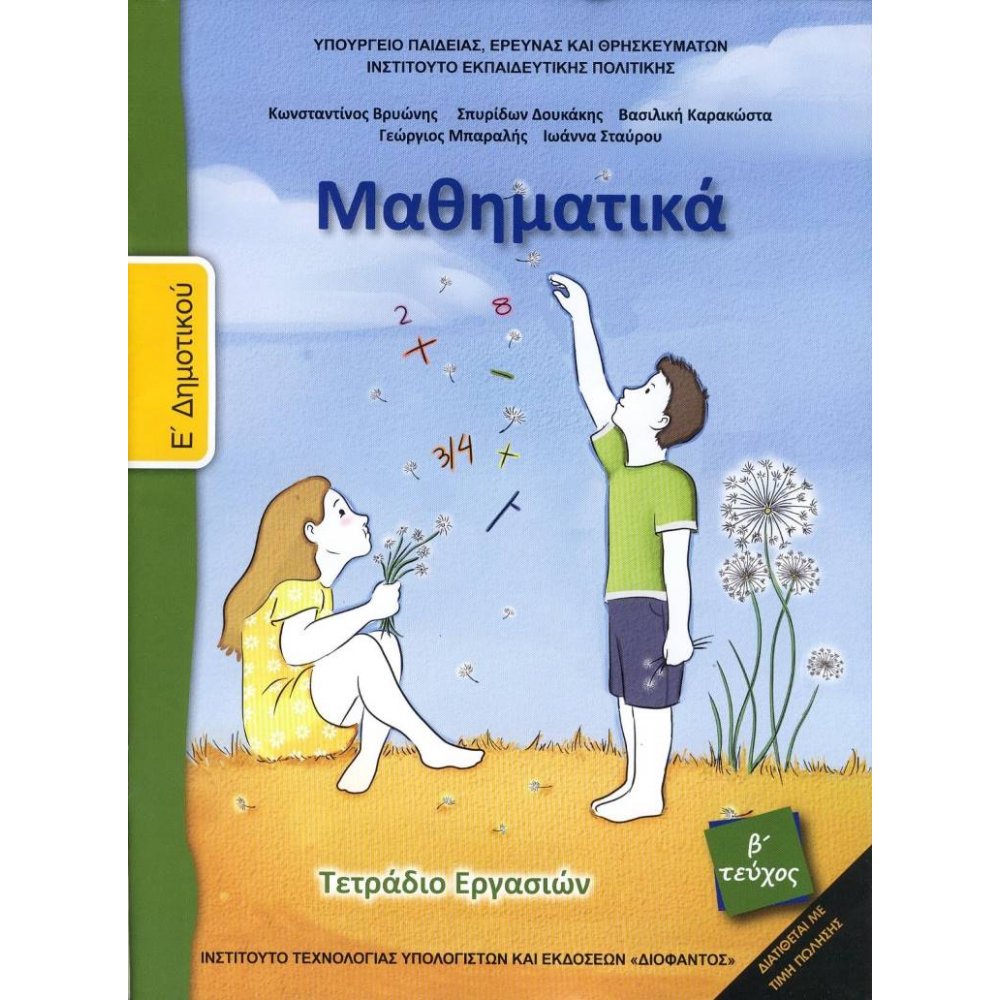 ΥΠΟΥΡΓΕΙΟ ΠΑΙΔΕΙΑΣ, ΕΡΕΥΝΑΣ ΚΑΙ ΘΡΗΣΚΕΥΜΑΤΩΝ
ΙΝΣΤΙΤΟΥΤΟ ΕΚΠΑΙΔΕΥΤΙΚΗΣ ΠΟΛΙΤΙΚΗΣ
Κωνσταντίνος Βρυώνης Σπυρίδων Δουκάκης Βασιλική Καρακώστα
Γεώργιος Μπαραλής Ιωάννα Σταύρου
Μαθηματικά
Ε΄ Δημοτικού
2 8
+ −
3/4 +
Τετράδιο Εργασιών
β΄
τεύχος
ΔΙΑΤΙΘΕΤΑΙ ΜΕ
ΤΙΜΗ ΠΩΛΗΣΗΣ
ΙΝΣΤΙΤΟΥΤΟ ΤΕΧΝΟΛΟΓΙΑΣ ΥΠΟΛΟΓΙΣΤΩΝ ΚΑΙ ΕΚΔΟΣΕΩΝ «ΔΙΟΦΑΝΤΟΣ»